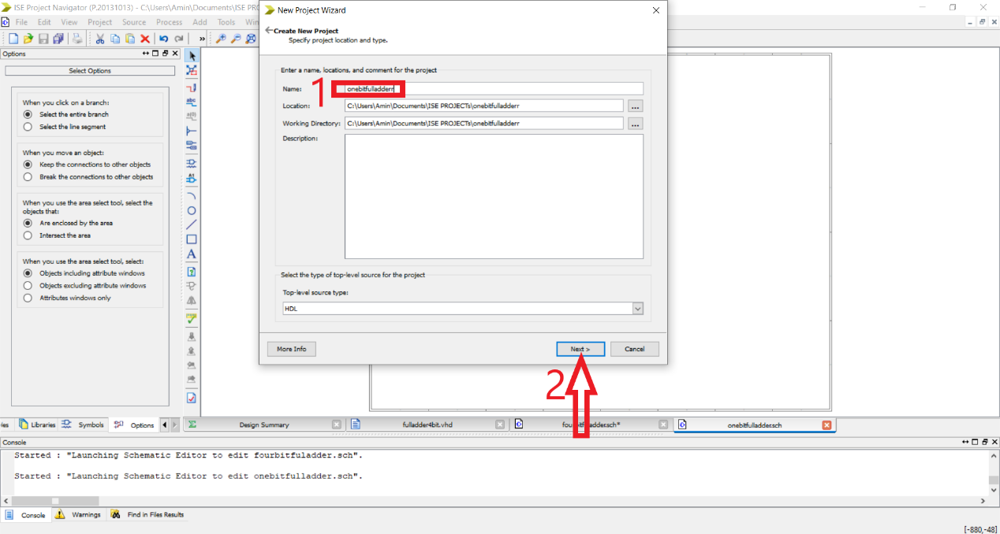 ISE Project Navigator (P.20131013) - C:\Users\Amin\Documents\ISE PRO
New Project Wizard
File Edit View Project Source Process Add Tools
Create New Project
Specify project location and type.
Options
Select Options
Enter a name, locations, and comment for the project
1
Name: onebitfulladderr
Location: C:\Users\Amin\Documents\ISE PROJECTs\onebitfulladderr ...
Working Directory: C:\Users\Amin\Documents\ISE PROJECTs\onebitfulladderr ...
Description:
When you click on a branch:
Select the entire branch
Select the line segment
When you move an object:
Keep the connections to other objects
Break the connections to other objects
When you use the area select tool, select the
objects that:
Are enclosed by the area
Intersect the area
When you use the area select tool, select:
Objects including attribute windows
Objects excluding attribute windows
Attributes windows only
Select the type of top-level source for the project
Top-level source type:
HDL
More Info Next > Cancel
2
Libraries Symbols Options
Design Summary fulladder4bit.vhd onebitfulladder.sch
Console
Started : "Launching Schematic Editor to edit fourbitfuladder.sch".
Started : "Launching Schematic Editor to edit onebitfulladder.sch".
Console Warnings Find in Files Results
[-880,-48]